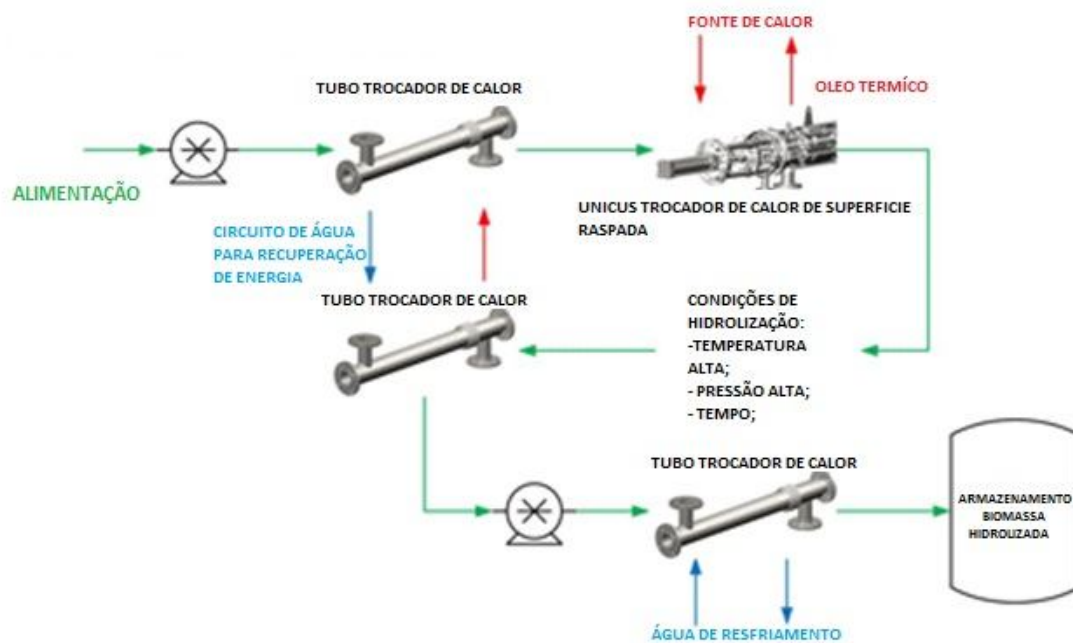 FONTE DE CALOR
TUBO TROCADOR DE CALOR
OLEO TERMÍCO
ALIMENTAÇÃO
UNICUS TROCADOR DE CALOR DE SUPERFICIE
RASPADA
CIRCUITO DE ÁGUA
PARA RECUPERAÇÃO
DE ENERGIA
TUBO TROCADOR DE CALOR
CONDIÇÕES DE
HIDROLIZAÇÃO:
-TEMPERATURA
ALTA;
- PRESSÃO ALTA;
- TEMPO;
TUBO TROCADOR DE CALOR
ARMAZENAMENTO
BIOMASSA
HIDROLIZADA
ÁGUA DE RESFRIAMENTO